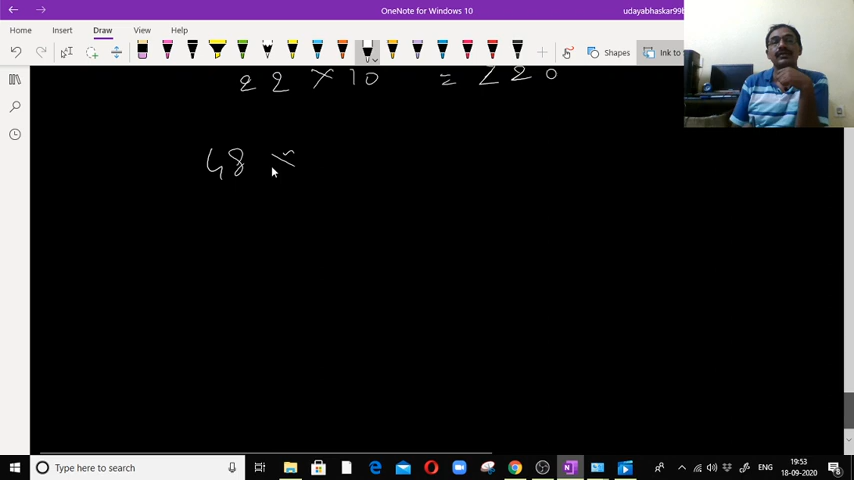 OneNote for Windows 10
udayabhaskar99
Home Insert Draw View Help
Shapes Ink to
22 × 10 = 220
48 ×
Type here to search
ENG
19:53
18-09-2020
8